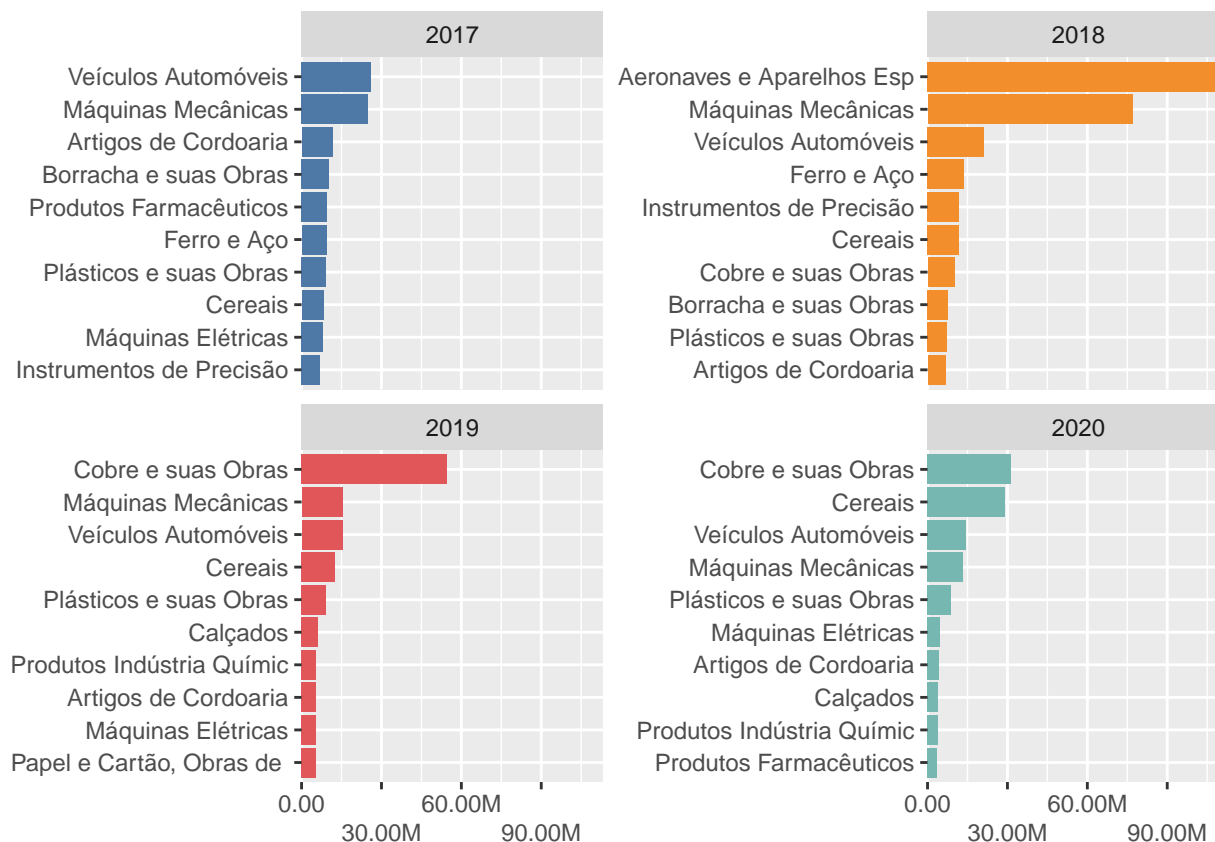 2017
Veículos Automóveis
Máquinas Mecânicas
Artigos de Cordoaria
Borracha e suas Obras
Produtos Farmacêuticos
Ferro e Aço
Plásticos e suas Obras
Cereais
Máquinas Elétricas
Instrumentos de Precisão
2018
Aeronaves e Aparelhos Esp
Máquinas Mecânicas
Veículos Automóveis
Ferro e Aço
Instrumentos de Precisão
Cereais
Cobre e suas Obras
Borracha e suas Obras
Plásticos e suas Obras
Artigos de Cordoaria
2019
Cobre e suas Obras
Máquinas Mecânicas
Veículos Automóveis
Cereais
Plásticos e suas Obras
Calçados
Produtos Indústria Químic
Artigos de Cordoaria
Máquinas Elétricas
Papel e Cartão, Obras de
0.00 60.00M
30.00M 90.00M
2020
Cobre e suas Obras
Cereais
Veículos Automóveis
Máquinas Mecânicas
Plásticos e suas Obras
Máquinas Elétricas
Artigos de Cordoaria
Calçados
Produtos Indústria Químic
Produtos Farmacêuticos
0.00 60.00M
30.00M 90.00M